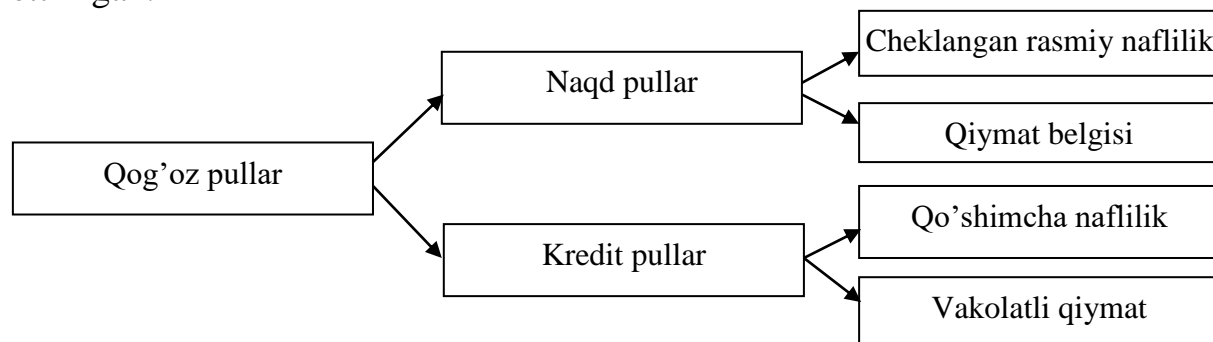 Cheklangan rasmiy naflilik
Naqd pullar
Qiymat belgisi
Qog’oz pullar
Qo’shimcha naflilik
Kredit pullar
Vakolatli qiymat